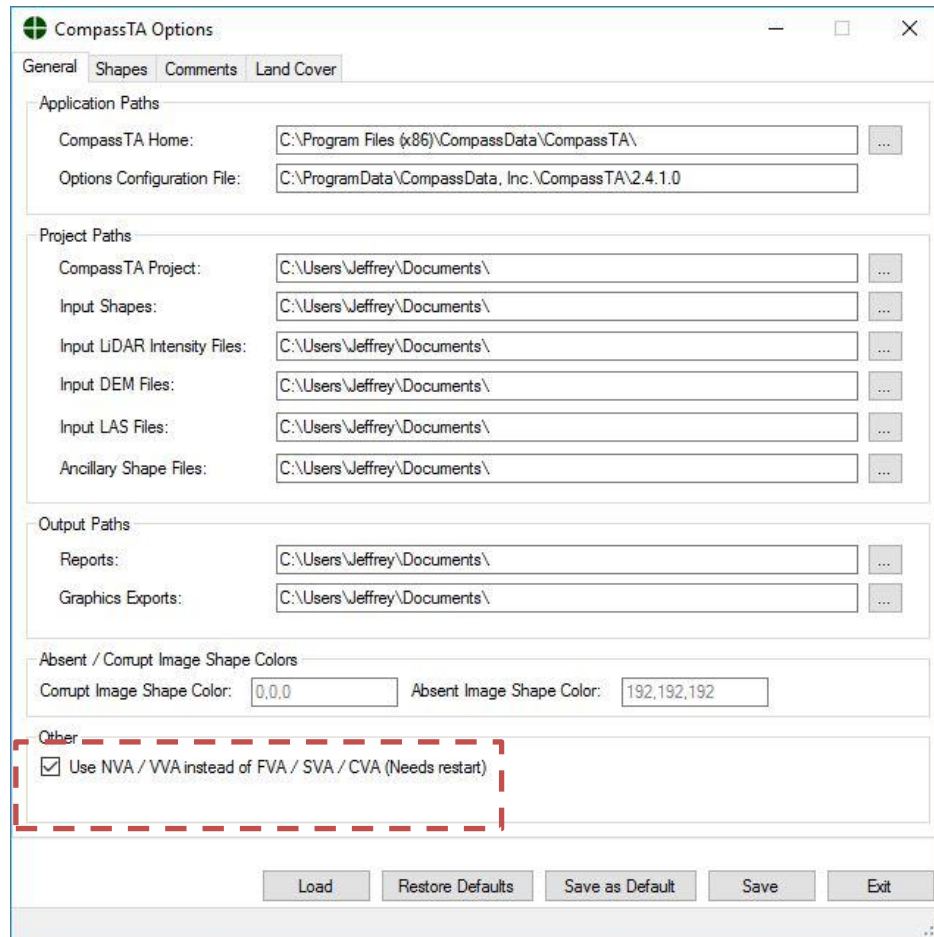 CompassTA Options
General Shapes Comments Land Cover
Application Paths
CompassTA Home: C:\Program Files (x86)\CompassData\CompassTA\ ...
Options Configuration File: C:\ProgramData\CompassData, Inc.\CompassTA\2.4.1.0
Project Paths
CompassTA Project: C:\Users\Jeffrey\Documents\ ...
Input Shapes: C:\Users\Jeffrey\Documents\ ...
Input LiDAR Intensity Files: C:\Users\Jeffrey\Documents\ ...
Input DEM Files: C:\Users\Jeffrey\Documents\ ...
Input LAS Files: C:\Users\Jeffrey\Documents\ ...
Ancillary Shape Files: C:\Users\Jeffrey\Documents\ ...
Output Paths
Reports: C:\Users\Jeffrey\Documents\ ...
Graphics Exports: C:\Users\Jeffrey\Documents\ ...
Absent / Corrupt Image Shape Colors
Corrupt Image Shape Color: 0,0,0 Absent Image Shape Color: 192,192,192
Other
Use NVA / VVA instead of FVA / SVA / CVA (Needs restart)
Load Restore Defaults Save as Default Save Exit